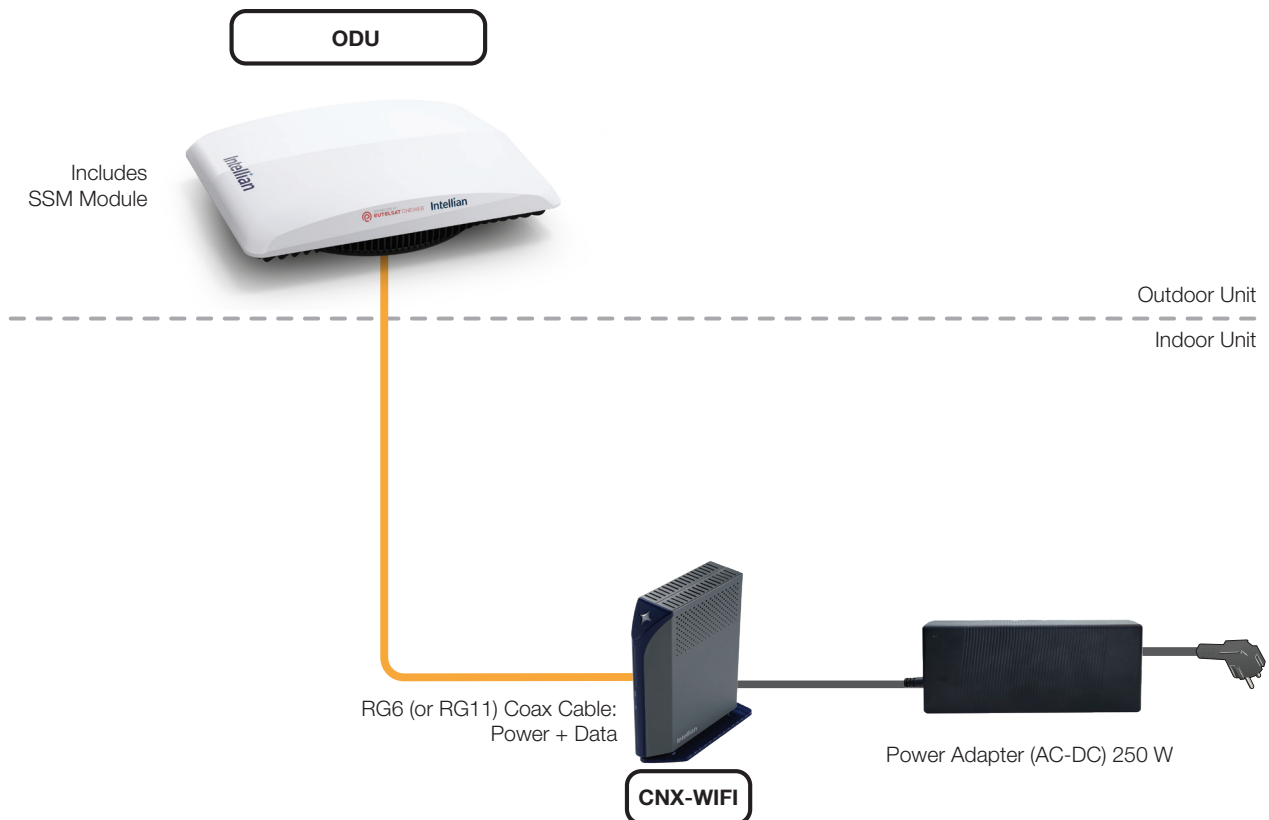 ODU
Includes
SSM Module
Intellian
EUTELSAT ONEWEB Intellian
Outdoor Unit
Indoor Unit
RG6 (or RG11) Coax Cable:
Power + Data
Intellian
Power Adapter (AC-DC) 250 W
CNX-WIFI